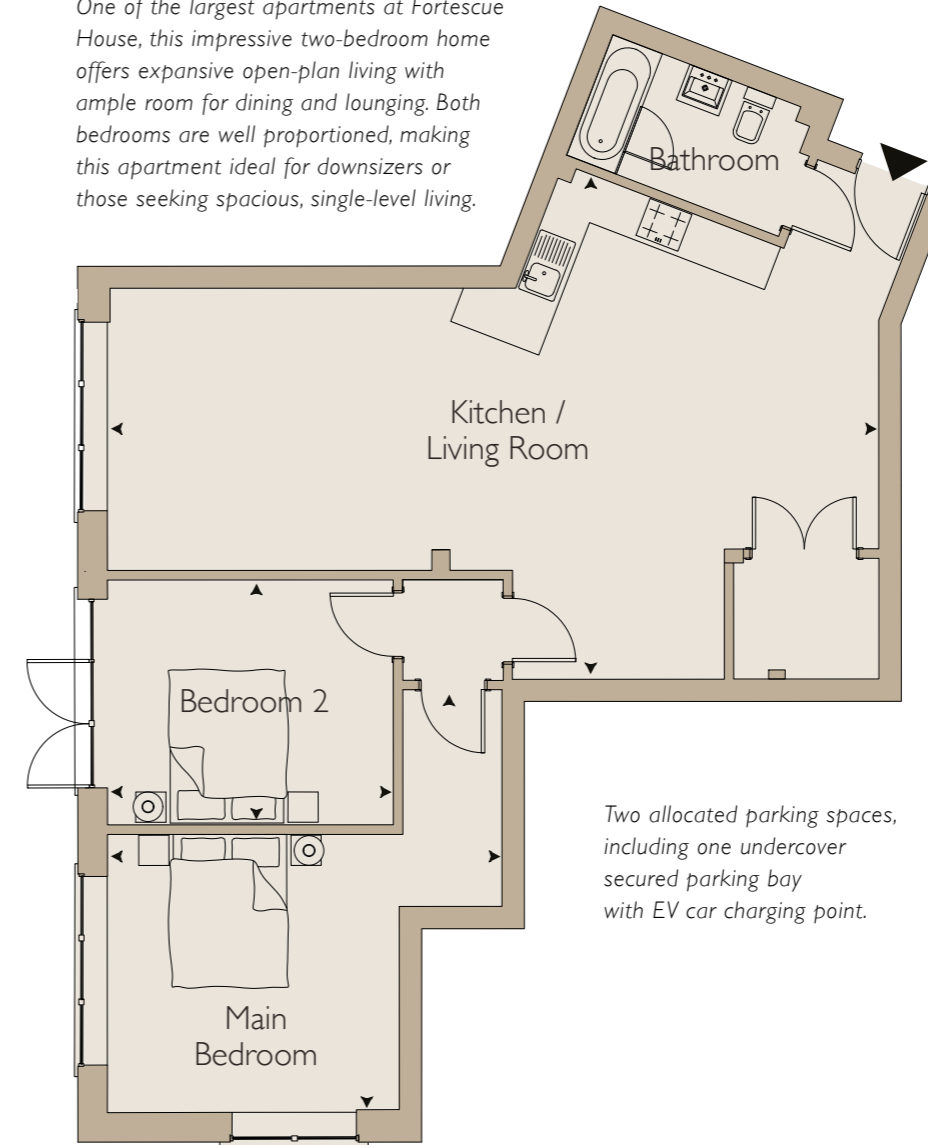 One of the largest apartments at Fortescue
House, this impressive two-bedroom home
offers expansive open-plan living with
ample room for dining and lounging. Both
bedrooms are well proportioned, making
this apartment ideal for downsizers or
those seeking spacious, single-level living.
Bathroom
Kitchen /
Living Room
Bedroom 2
Two allocated parking spaces,
including one undercover
secured parking bay
with EV car charging point.
Main
Bedroom